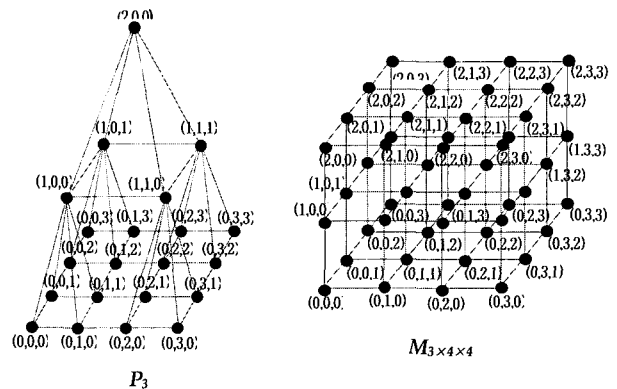 (2,0,0)
(1,0,1) (1,1,1)
(1,0,0) (1,1,0)
(0,0,3) (0,1,3) (0,2,3) (0,3,3)
(0,0,2) (0,1,2) (0,2,2) (0,3,2)
(0,0,1) (0,1,1) (0,2,1) (0,3,1)
(0,0,0) (0,1,0) (0,2,0) (0,3,0)
P3
(2,0,3) (2,1,3) (2,2,3) (2,3,3)
(2,0,2) (2,1,2) (2,2,2) (2,3,2)
(2,0,1) (2,1,1) (2,2,1) (2,3,1)
(2,0,0) (2,1,0) (2,2,0) (2,3,0) (1,3,3)
(1,0,1) (1,3,2)
(1,0,0
(0,0,3) (0,1,3) (0,2,3) (0,3,3)
(0,0,2) (0,1,2) (0,2,2) (0,3,2)
(0,0,1) (0,1,1) (0,2,1) (0,3,1)
(0,0,0) (0,1,0) (0,2,0) (0,3,0)
M3×4×4